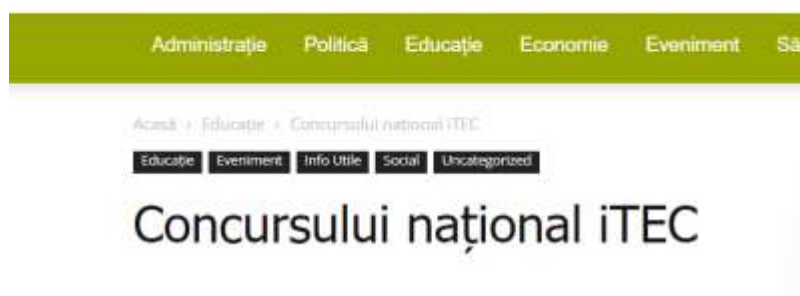 Administrație Politică Educație Economie Eveniment Să
Acasă › Educație › Concursului național iTEC
Educație Eveniment Info Utile Social Uncategorized
Concursului național iTEC